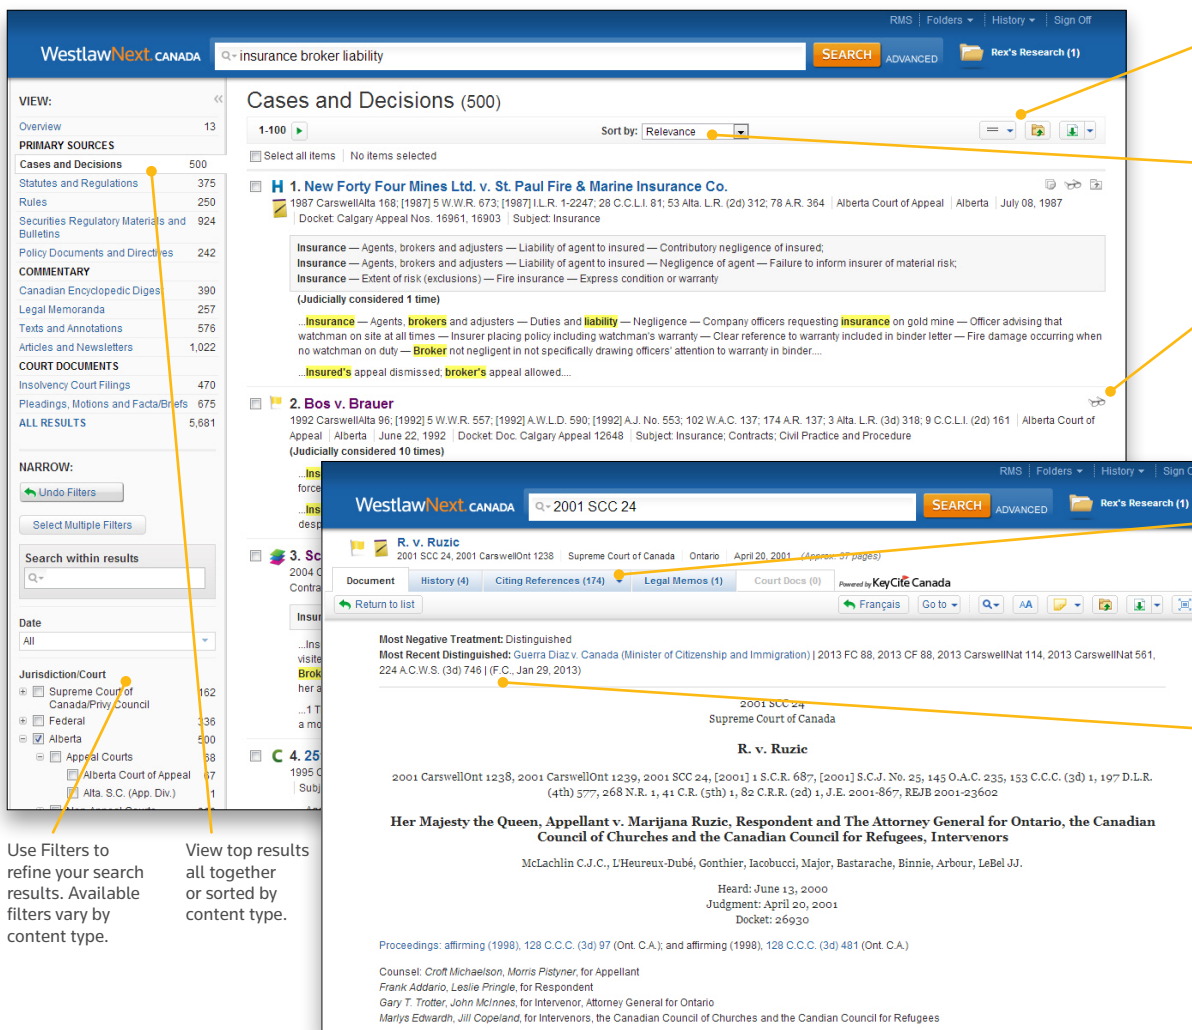 RMS Folders History Sign Off
WestlawNext. CANADA insurance broker liability SEARCH ADVANCED Rex's Research (1)
VIEW:
Overview 13
PRIMARY SOURCES
Cases and Decisions 500
Statutes and Regulations 375
Rules 250
Securities Regulatory Materials and 924
Bulletins
Policy Documents and Directives 242
COMMENTARY
Canadian Encyclopedic Digest 390
Legal Memoranda 257
Texts and Annotations 576
Articles and Newsletters 1,022
COURT DOCUMENTS
Insolvency Court Filings 470
Pleadings, Motions and Facta/Briefs 675
ALL RESULTS 5,681
NARROW:
Undo Filters
Select Multiple Filters
Search within results
Date
All
Jurisdiction/Court
Supreme Court of 162
Canada/Privy Council
Federal 336
Alberta 500
Appeal Courts 68
Alberta Court of Appeal 67
Alta. S.C. (App. Div.) 1
Cases and Decisions (500)
1-100 Sort by: Relevance
Select all items No items selected
H 1. New Forty Four Mines Ltd. v. St. Paul Fire & Marine Insurance Co.
1987 CarswellAlta 168; [1987] 5 W.W.R. 673; [1987] I.L.R. 1-2247; 28 C.C.L.I. 81; 53 Alta. L.R. (2d) 312; 78 A.R. 364 Alberta Court of Appeal Alberta July 08, 1987
Docket: Calgary Appeal Nos. 16961, 16903 Subject: Insurance
Insurance — Agents, brokers and adjusters — Liability of agent to insured — Contributory negligence of insured;
Insurance — Agents, brokers and adjusters — Liability of agent to insured — Negligence of agent — Failure to inform insurer of material risk;
Insurance — Extent of risk (exclusions) — Fire insurance — Express condition or warranty
(Judicially considered 1 time)
...Insurance — Agents, brokers and adjusters — Duties and liability — Negligence — Company officers requesting insurance on gold mine — Officer advising that
watchman on site at all times — Insurer placing policy including watchman's warranty — Clear reference to warranty included in binder letter — Fire damage occurring when
no watchman on duty — Broker not negligent in not specifically drawing officers' attention to warranty in binder....
...Insured's appeal dismissed; broker's appeal allowed....
2. Bos v. Brauer
1992 CarswellAlta 96; [1992] 5 W.W.R. 557; [1992] A.W.L.D. 590; [1992] A.J. No. 553; 102 W.A.C. 137; 174 A.R. 137; 3 Alta. L.R. (3d) 318; 9 C.C.L.I. (2d) 161 Alberta Court of
Appeal Alberta June 22, 1992 Docket: Doc. Calgary Appeal 12648 Subject: Insurance; Contracts; Civil Practice and Procedure
(Judicially considered 10 times)
...Ins
force
...Ins
desp
3. Sc
2004 C
Contra
Insur
...Ins
visite
Brok
her a
...1 T
a mo
C 4. 25
1995 C
Subj
RMS Folders History Sign O
WestlawNext. CANADA 2001 SCC 24 SEARCH ADVANCED Rex's Research (1)
R. v. Ruzic
2001 SCC 24, 2001 CarswellOnt 1238 Supreme Court of Canada Ontario April 20, 2001 (Approx. 37 pages)
Document History (4) Citing References (174) Legal Memos (1) Court Docs (0) Powered by KeyCite Canada
Return to list Français Go to AA
Most Negative Treatment: Distinguished
Most Recent Distinguished: Guerra Diaz v. Canada (Minister of Citizenship and Immigration) | 2013 FC 88, 2013 CF 88, 2013 CarswellNat 114, 2013 CarswellNat 561,
224 A.C.W.S. (3d) 746 | (F.C., Jan 29, 2013)
2001 SCC 24
Supreme Court of Canada
R. v. Ruzic
2001 CarswellOnt 1238, 2001 CarswellOnt 1239, 2001 SCC 24, [2001] 1 S.C.R. 687, [2001] S.C.J. No. 25, 145 O.A.C. 235, 153 C.C.C. (3d) 1, 197 D.L.R.
(4th) 577, 268 N.R. 1, 41 C.R. (5th) 1, 82 C.R.R. (2d) 1, J.E. 2001-867, REJB 2001-23602
Her Majesty the Queen, Appellant v. Marijana Ruzic, Respondent and The Attorney General for Ontario, the Canadian
Council of Churches and the Canadian Council for Refugees, Intervenors
McLachlin C.J.C., L'Heureux-Dubé, Gonthier, Iacobucci, Major, Bastarache, Binnie, Arbour, LeBel JJ.
Heard: June 13, 2000
Judgment: April 20, 2001
Docket: 26930
Proceedings: affirming (1998), 128 C.C.C. (3d) 97 (Ont. C.A.); and affirming (1998), 128 C.C.C. (3d) 481 (Ont. C.A.)
Counsel: Croft Michaelson, Morris Pistyner, for Appellant
Frank Addario, Leslie Pringle, for Respondent
Gary T. Trotter, John McInnes, for Intervenor, Attorney General for Ontario
Marlys Edwardh, Jill Copeland, for Intervenors, the Canadian Council of Churches and the Candian Council for Refugees
Use Filters to
refine your search
results. Available
filters vary by
content type.
View top results
all together
or sorted by
content type.